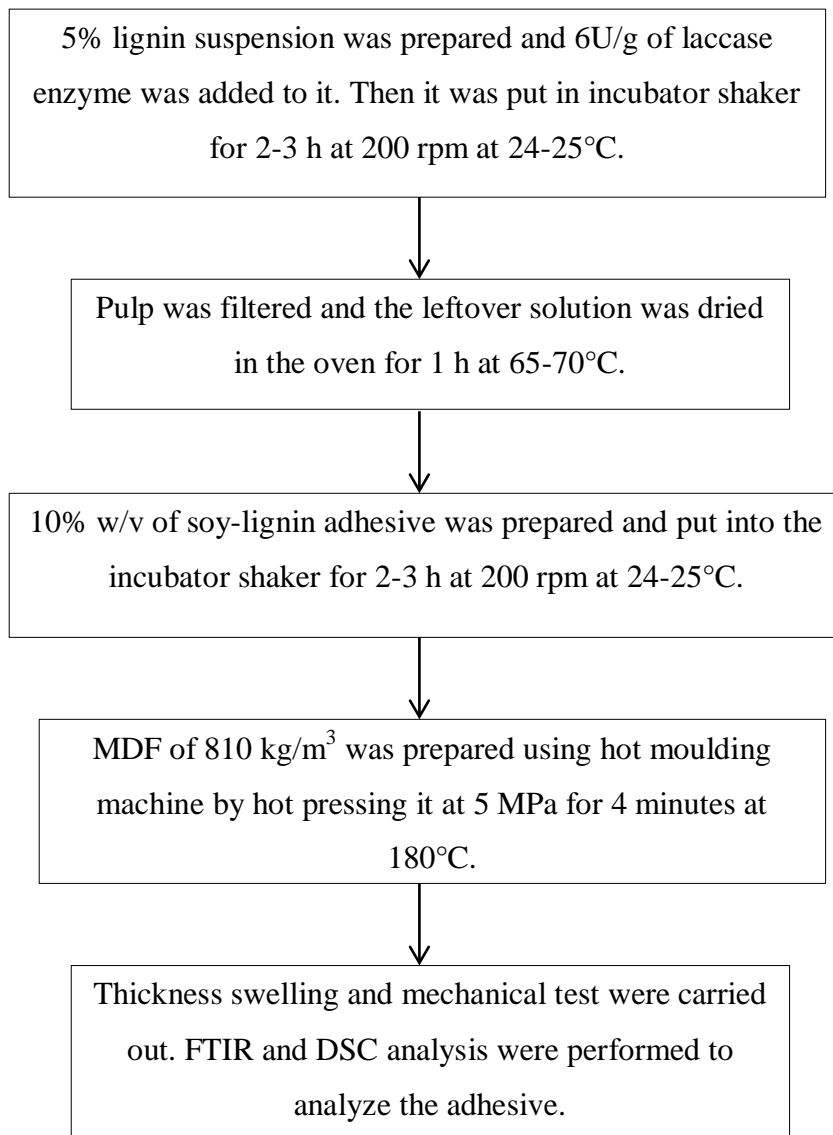 5% lignin suspension was prepared and 6U/g of laccase
enzyme was added to it. Then it was put in incubator shaker
for 2-3 h at 200 rpm at 24-25°C.
Pulp was filtered and the leftover solution was dried
in the oven for 1 h at 65-70°C.
10% w/v of soy-lignin adhesive was prepared and put into the
incubator shaker for 2-3 h at 200 rpm at 24-25°C.
MDF of 810 kg/m³ was prepared using hot moulding
machine by hot pressing it at 5 MPa for 4 minutes at
180°C.
Thickness swelling and mechanical test were carried
out. FTIR and DSC analysis were performed to
analyze the adhesive.